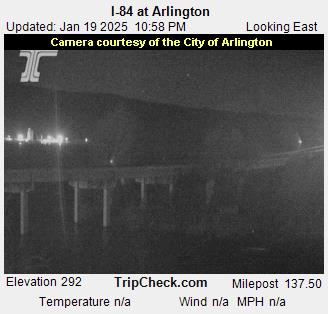 I-84 at Arlington
Updated: Jan 19 2025 10:58 PM Looking East
Camera courtesy of the City of Arlington
Elevation 292 TripCheck.com Milepost 137.50
Temperature n/a Wind n/a MPH n/a